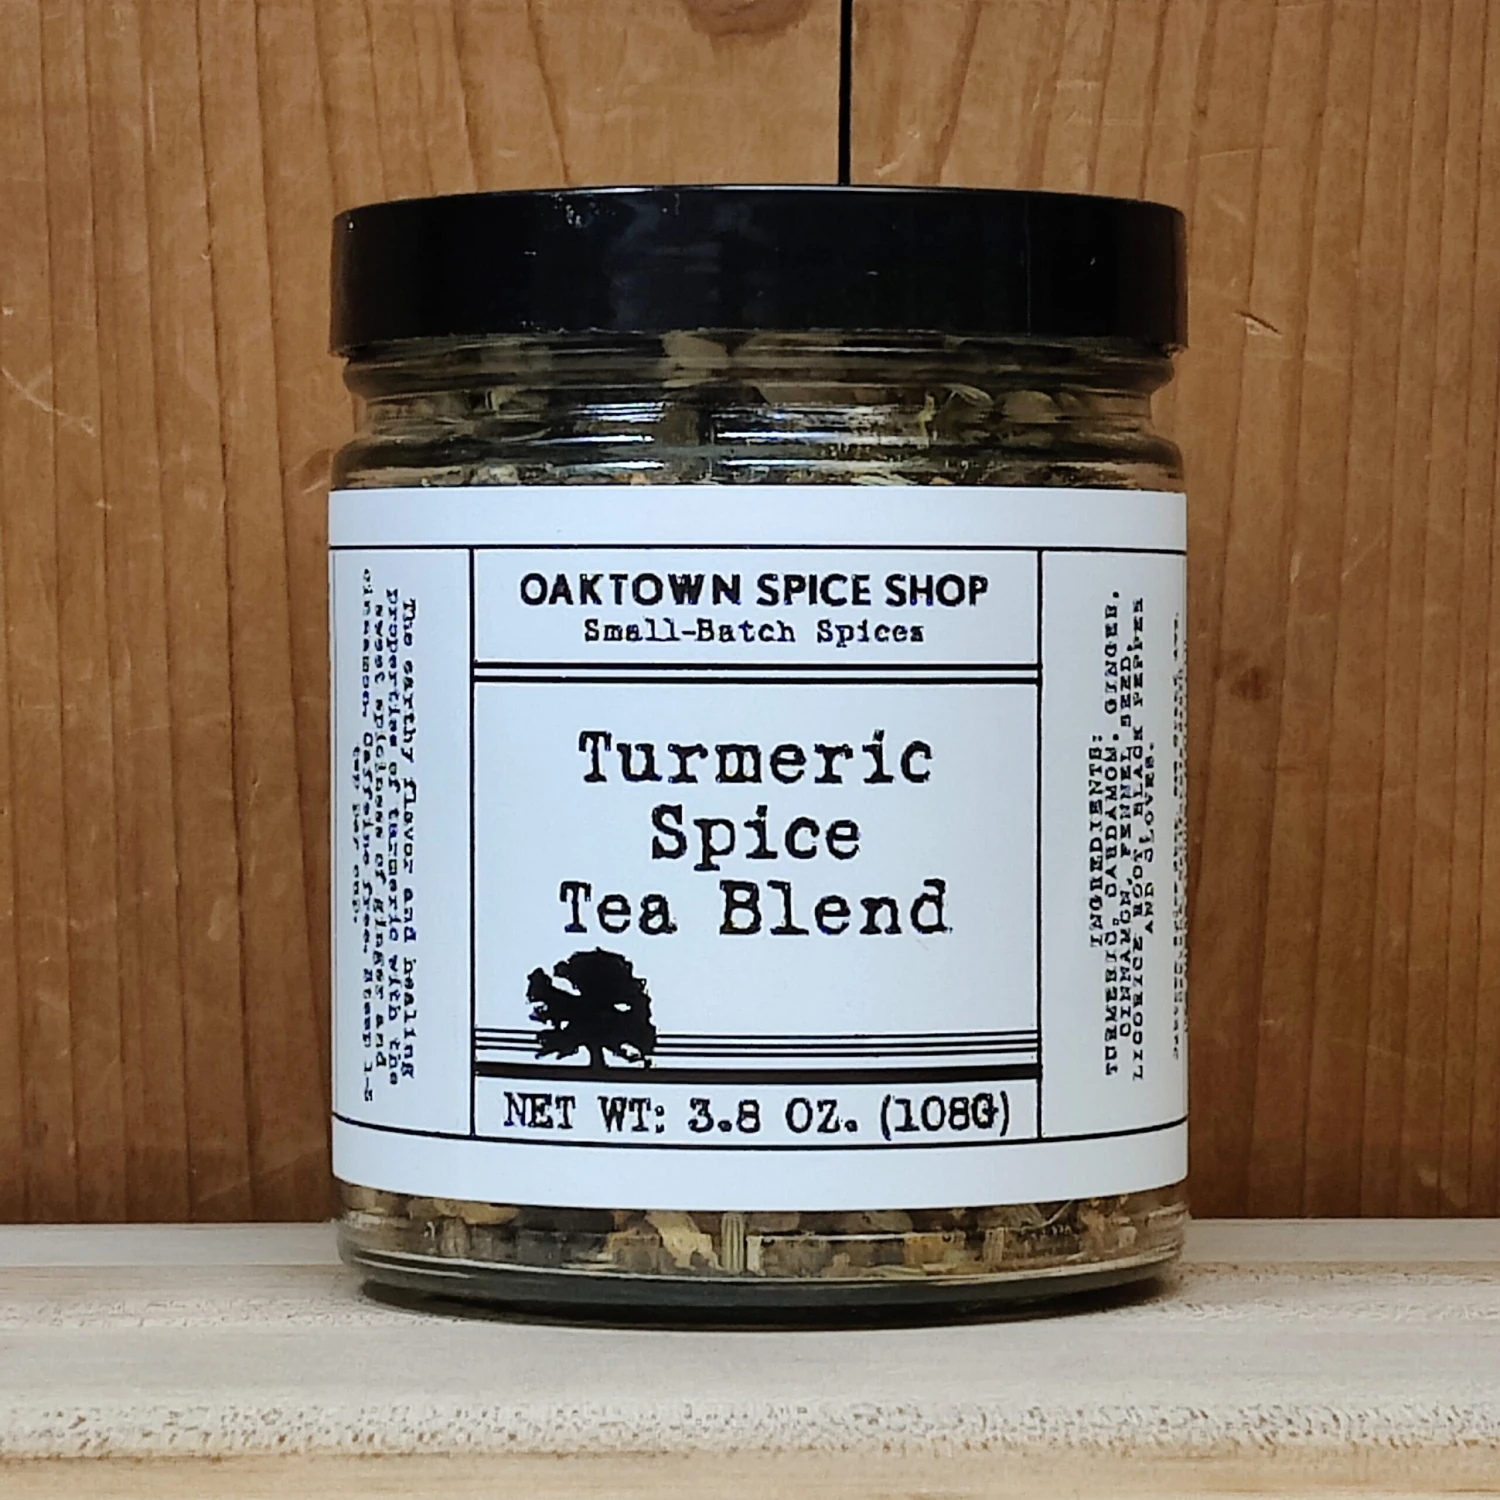 OAKTOWN SPICE SHOP
Small-Batch Spices
Turmeric
Spice
Tea Blend
NET WT: 3.8 OZ. (108G)
The earthy flavor and healing
properties of turmeric with the
sweet spiciness of ginger and
cinnamon. Caffeine free. Steep 1-2
tsp per cup.
INGREDIENTS:
TURMERIC, CARDAMOM, GINGER,
CINNAMON, FENNEL SEED,
LICORICE ROOT, BLACK PEPPER
AND CLOVES.